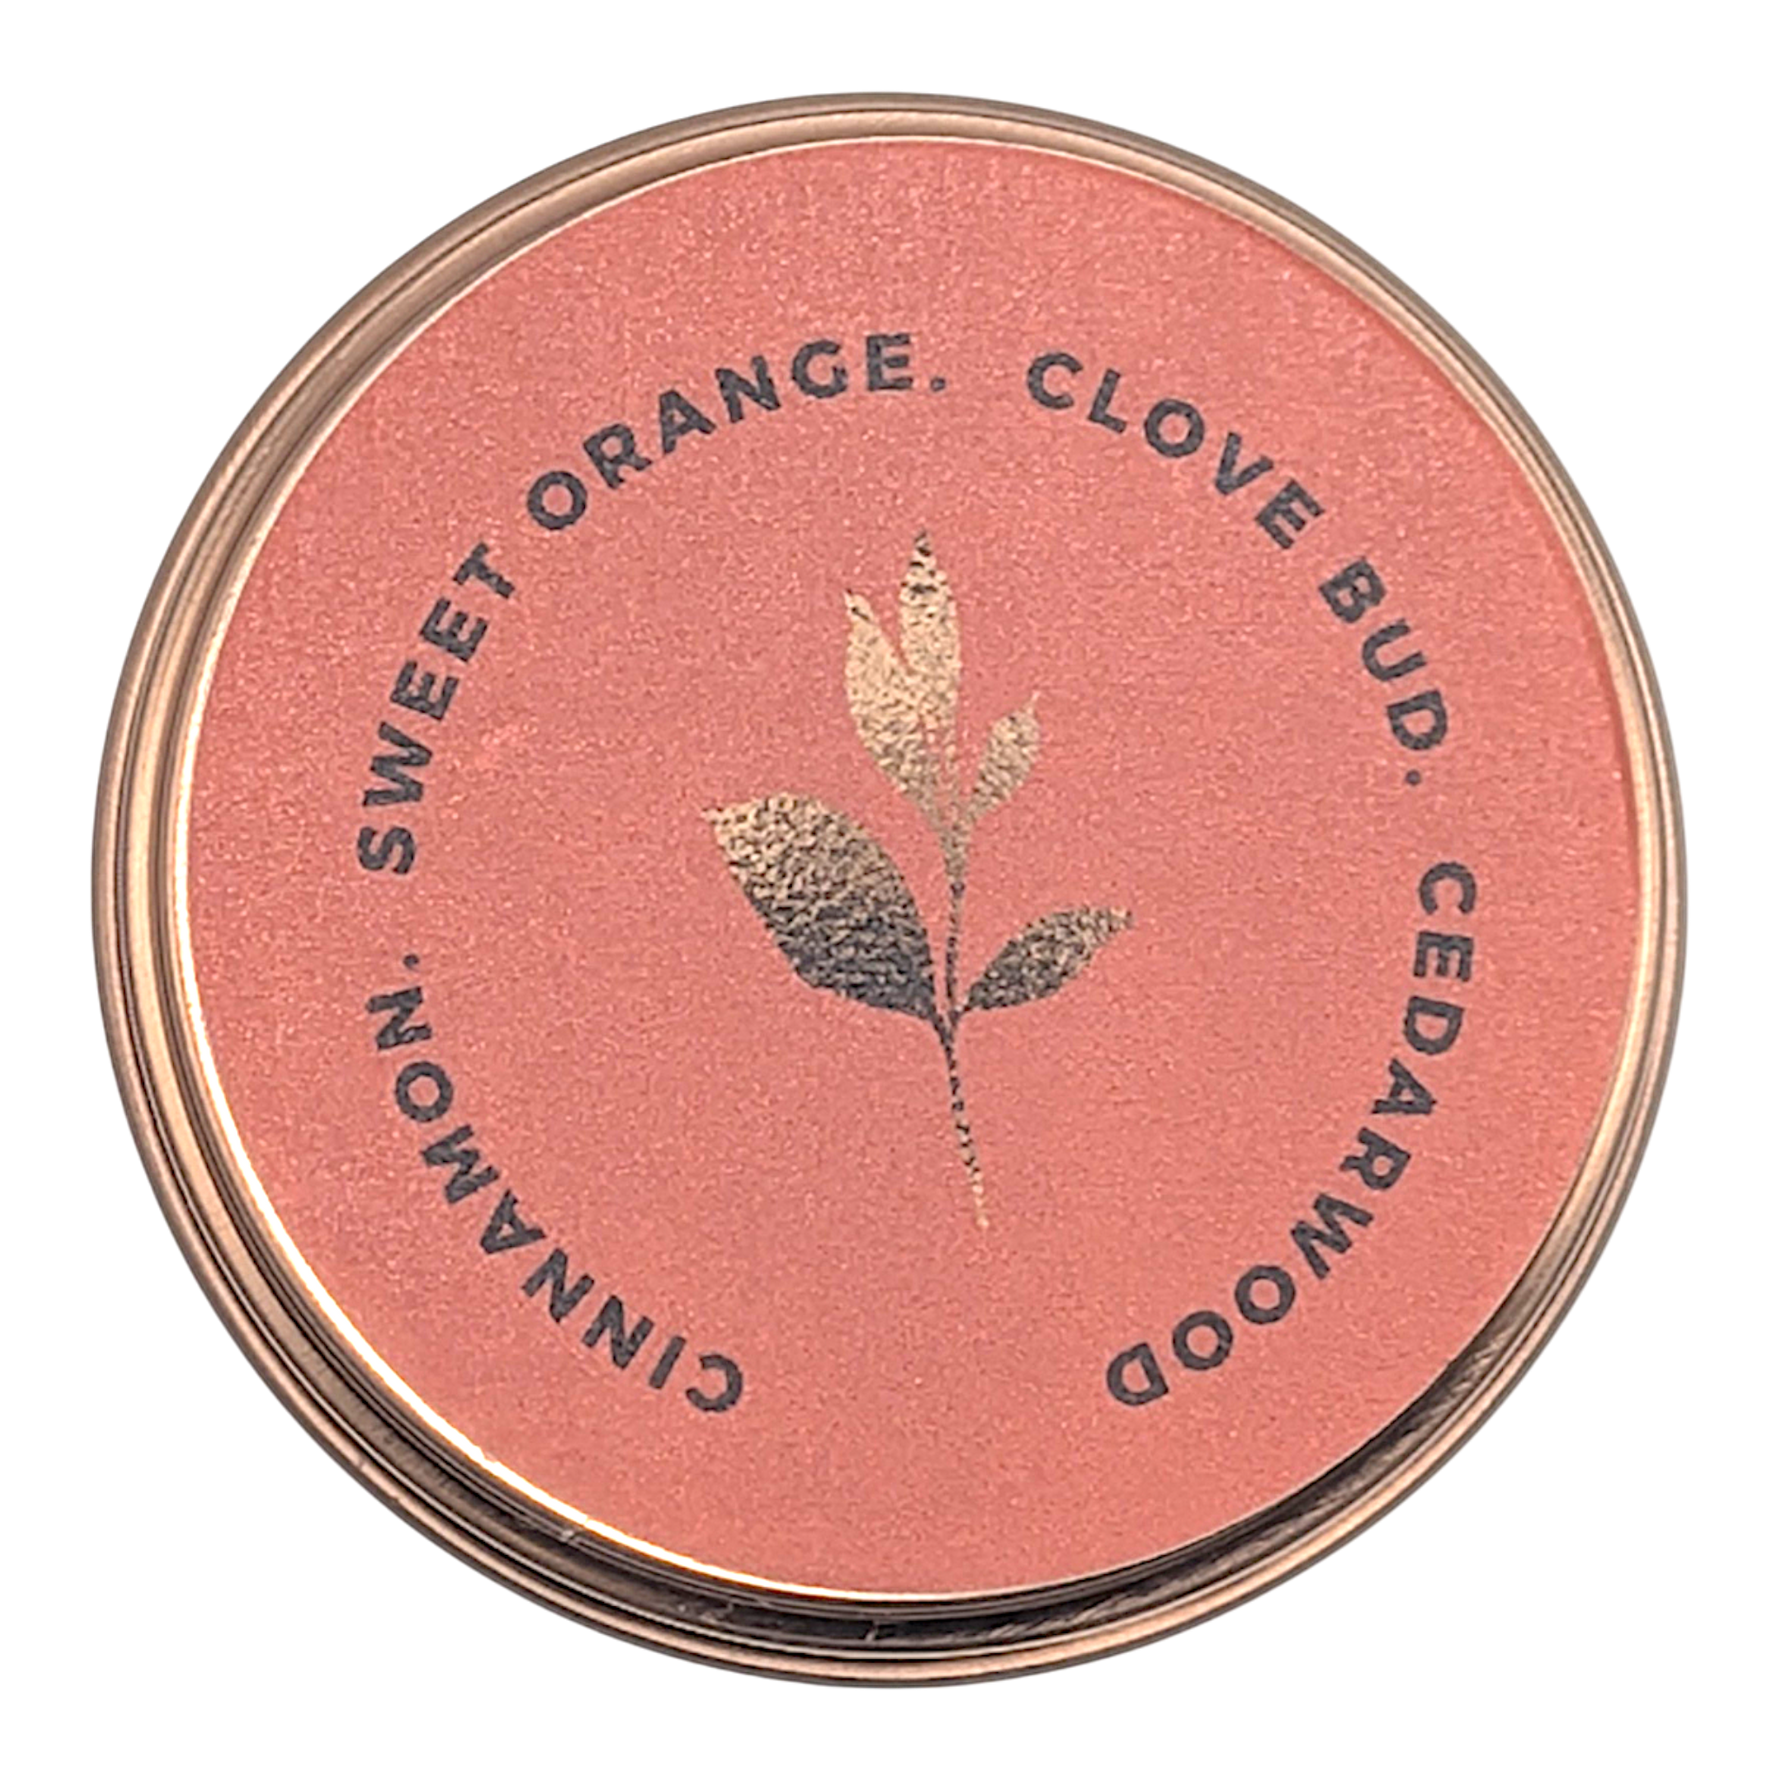 CINNAMON. SWEET ORANGE. CLOVE BUD. CEDARWOOD